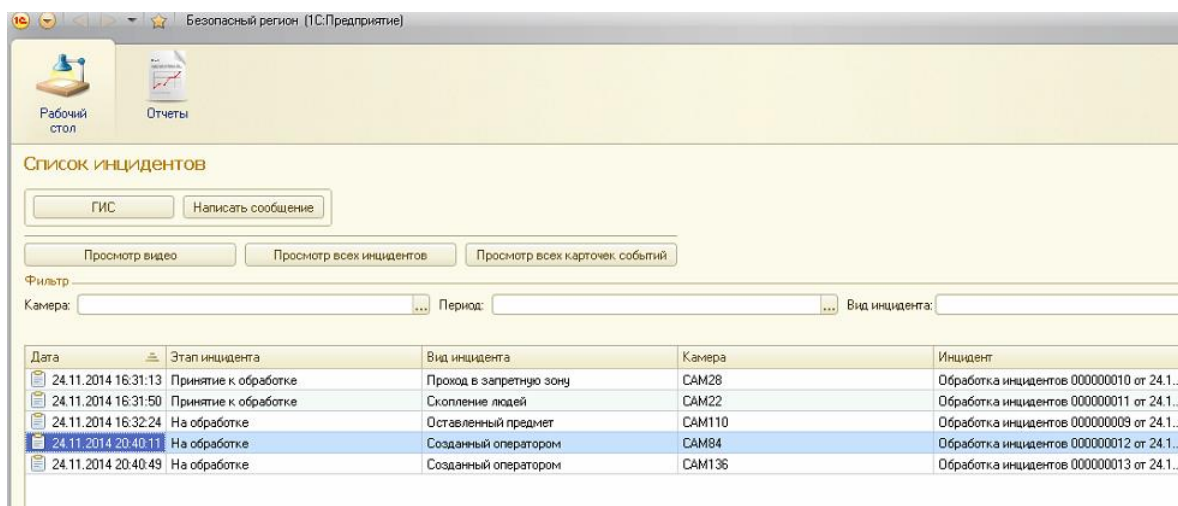 Безопасный регион (1С:Предприятие)
Рабочий стол
Отчеты
Список инцидентов
ГИС Написать сообщение
Просмотр видео Просмотр всех инцидентов Просмотр всех карточек событий
Фильтр
Камера: ... Период: ... Вид инцидента:
Дата Этап инцидента Вид инцидента Камера Инцидент
24.11.2014 16:31:13 Принятие к обработке Проход в запретную зону CAM28 Обработка инцидентов 000000010 от 24.1...
24.11.2014 16:31:50 Принятие к обработке Скопление людей CAM22 Обработка инцидентов 000000011 от 24.1...
24.11.2014 16:32:24 На обработке Оставленный предмет CAM110 Обработка инцидентов 000000009 от 24.1...
24.11.2014 20:40:11 На обработке Созданный оператором CAM84 Обработка инцидентов 000000012 от 24.1...
24.11.2014 20:40:49 На обработке Созданный оператором CAM136 Обработка инцидентов 000000013 от 24.1...